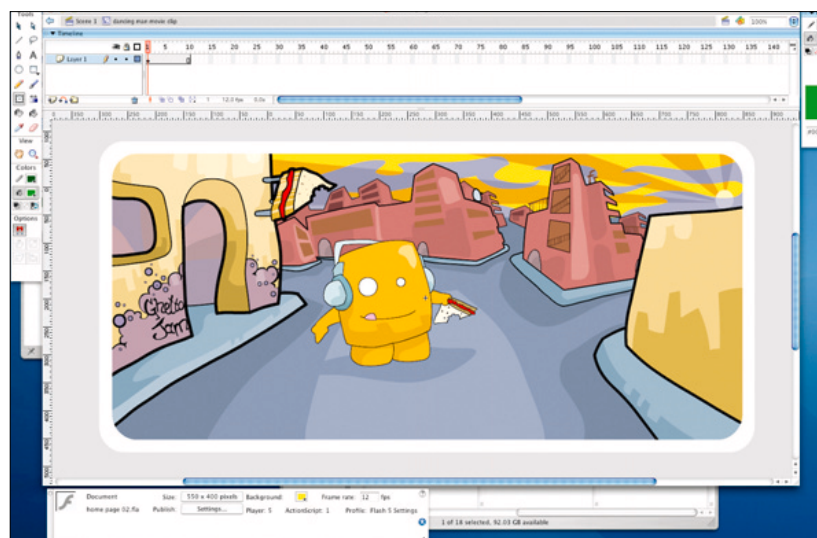 Tools
Scene 1 dancing man movie clip
100%
Timeline
1 5 10 15 20 25 30 35 40 45 50 55 60 65 70 75 80 85 90 95 100 105 110 115 120 125 130 135 140
Layer 1
1 12.0 fps 0.0s
View
Colors
Options
Ghetto
Jam
Document
Size:
550 x 400 pixels
Background:
Frame rate:
12
fps
home page 02.fla
Publish:
Settings...
Player: 5
ActionScript: 1
Profile: Flash 5 Settings
1 of 18 selected, 92.03 GB available